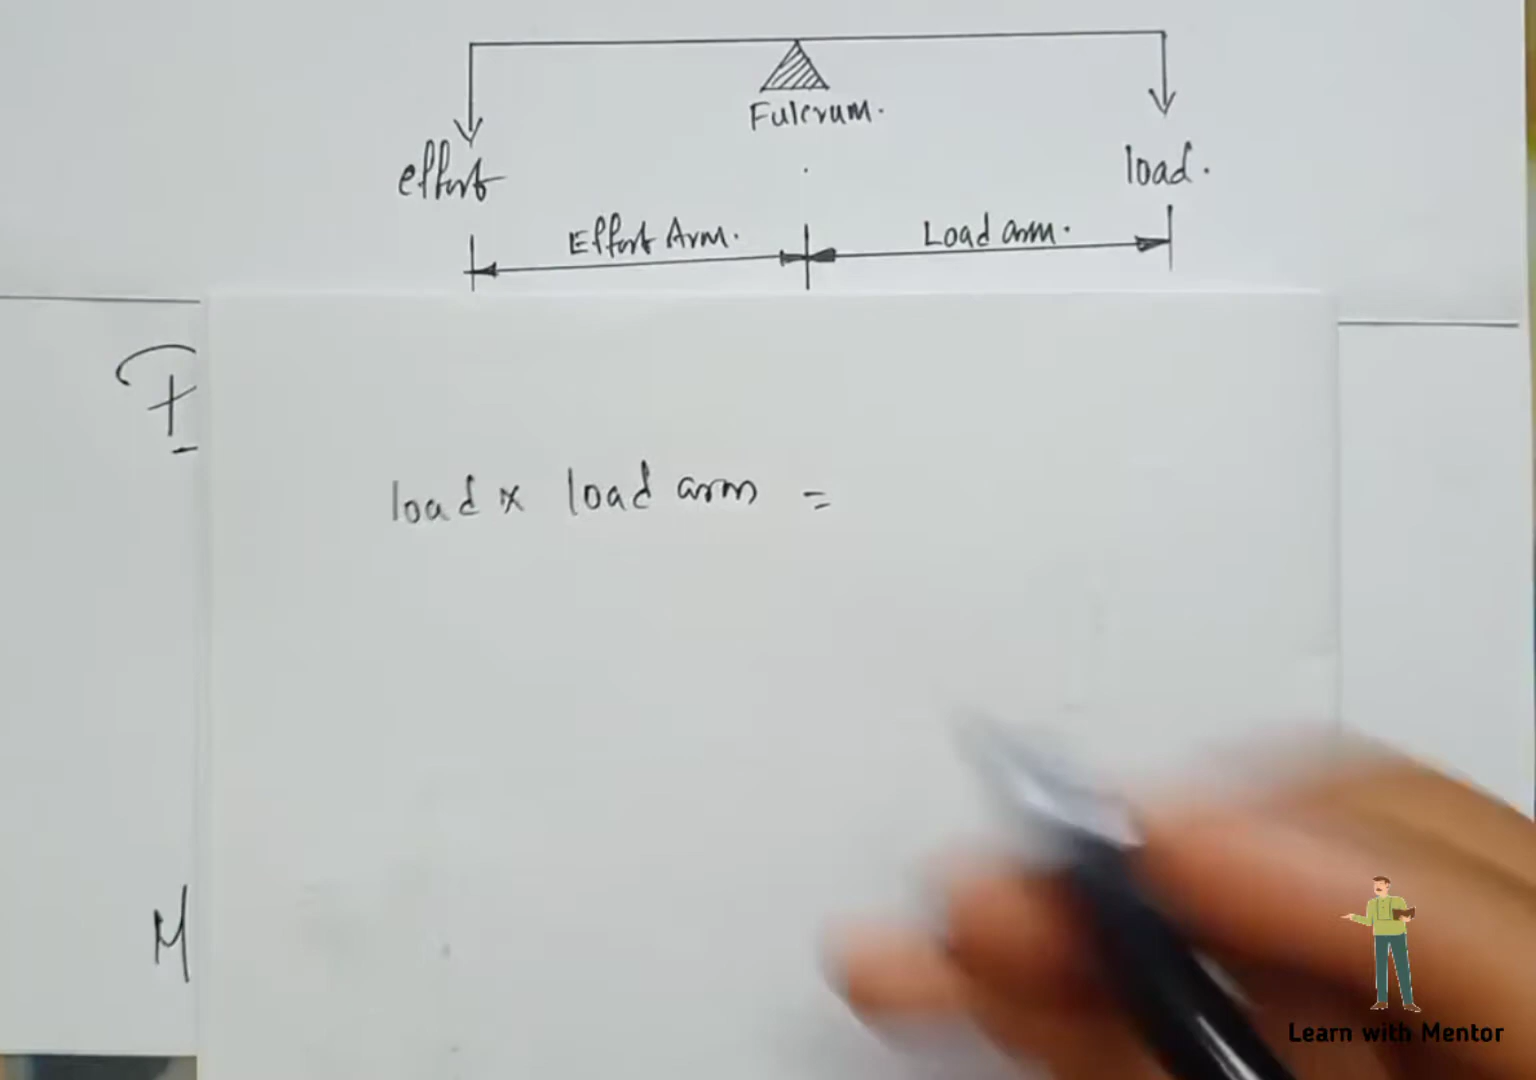 Fulcrum.
effort
load.
Effort Arm.
Load arm.
load x load arm =
M
Learn with Mentor